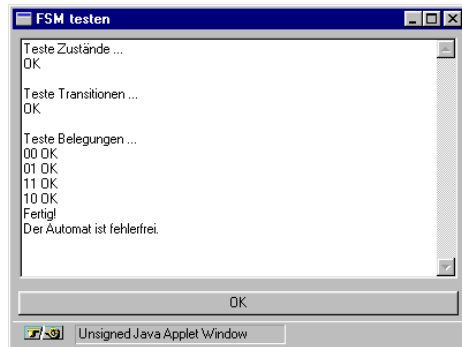 FSM testen
Teste Zustände ...
OK
Teste Transitionen ...
OK
Teste Belegungen ...
00 OK
01 OK
11 OK
10 OK
Fertig!
Der Automat ist fehlerfrei.
OK
Unsigned Java Applet Window